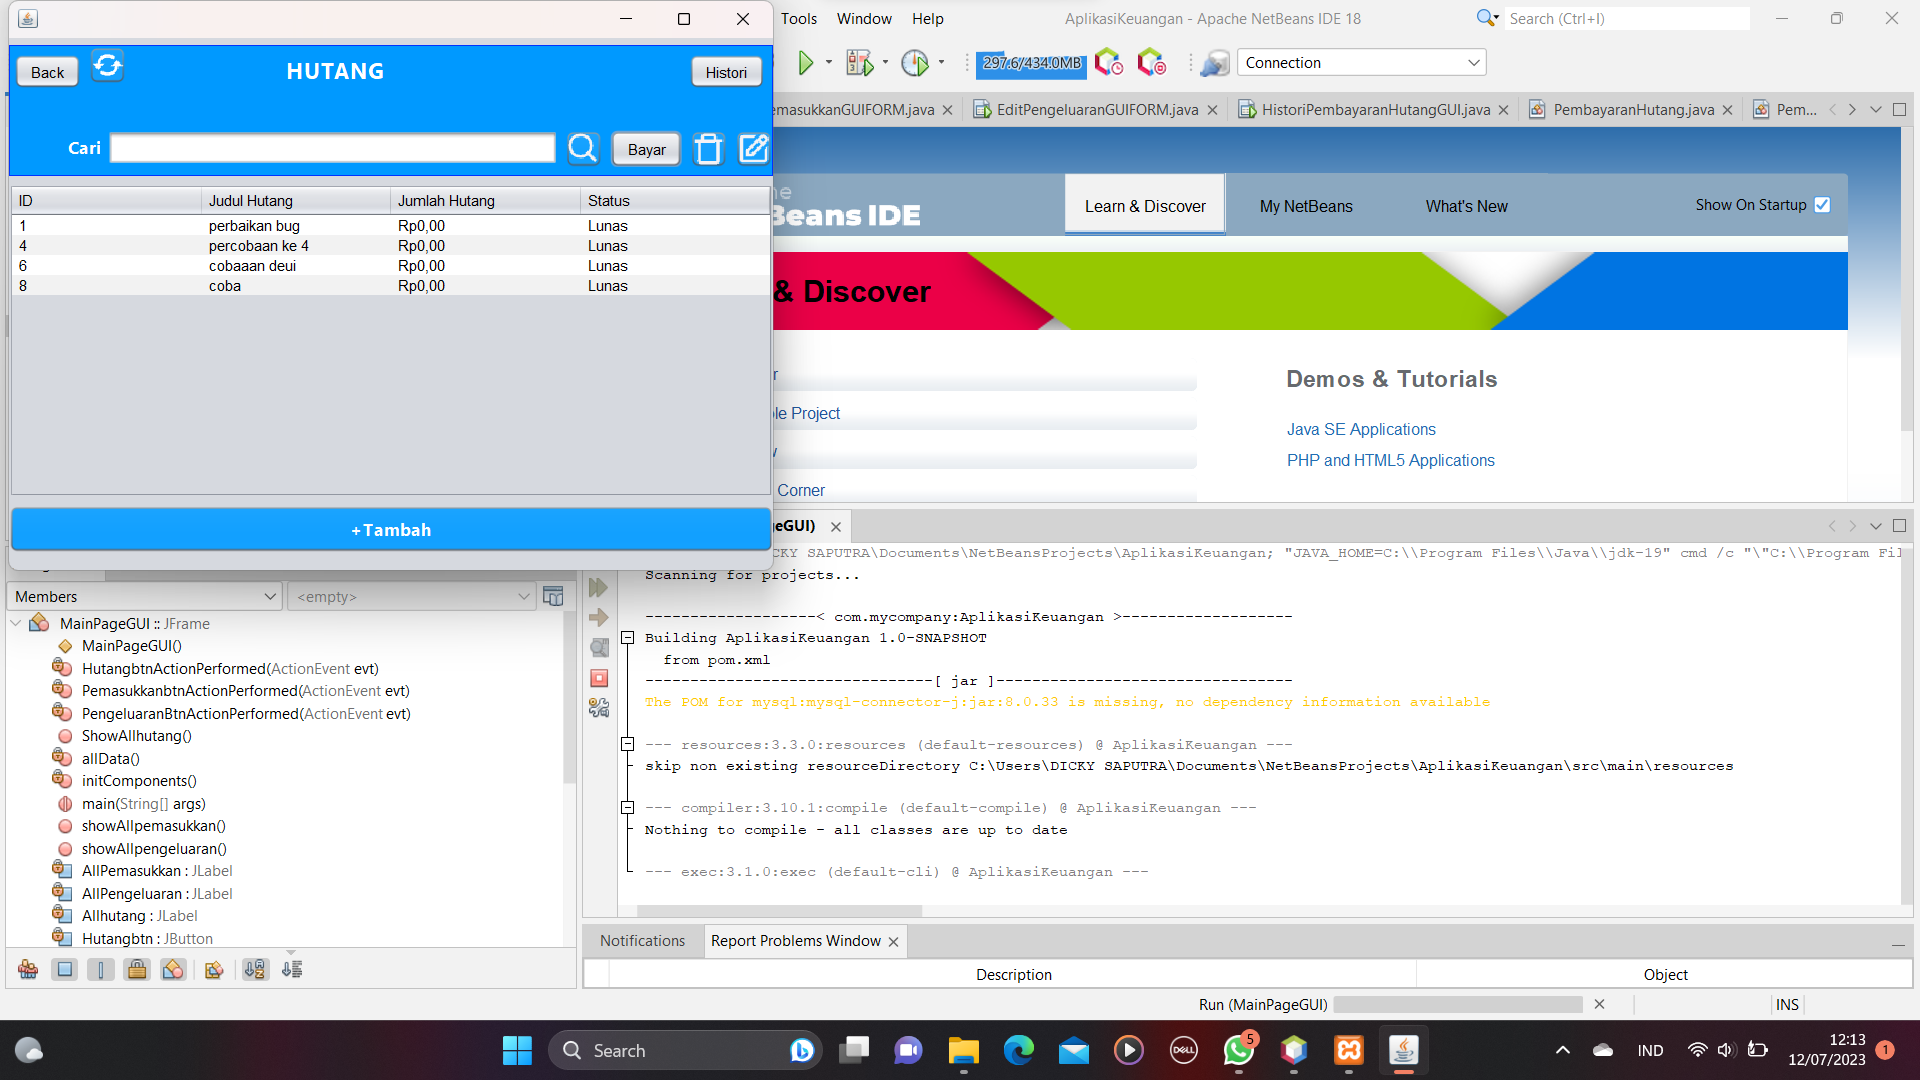 Tools Window Help
AplikasiKeuangan - Apache NetBeans IDE 18
Search (Ctrl+I)
Back
HUTANG
Histori
297.6/434.0MB
Connection
emasukkanGUIFORM.java
EditPengeluaranGUIFORM.java
HistoriPembayaranHutangGUI.java
PembayaranHutang.java
Pem...
Cari
Bayar
ID Judul Hutang Jumlah Hutang Status
1 perbaikan bug Rp0,00 Lunas
4 percobaan ke 4 Rp0,00 Lunas
6 cobaaan deui Rp0,00 Lunas
8 coba Rp0,00 Lunas
+Tambah
Beans IDE
Learn & Discover
My NetBeans
What's New
Show On Startup
& Discover
r
le Project
Corner
Demos & Tutorials
Java SE Applications
PHP and HTML5 Applications
Members
<empty>
MainPageGUI :: JFrame
MainPageGUI()
HutangbtnActionPerformed(ActionEvent evt)
PemasukkanbtnActionPerformed(ActionEvent evt)
PengeluaranBtnActionPerformed(ActionEvent evt)
ShowAllhutang()
allData()
initComponents()
main(String[] args)
showAllpemasukkan()
showAllpengeluaran()
AllPemasukkan : JLabel
AllPengeluaran : JLabel
Allhutang : JLabel
Hutangbtn : JButton
eGUI)
CKY SAPUTRA\Documents\NetBeansProjects\AplikasiKeuangan; "JAVA_HOME=C:\\Program Files\\Java\\jdk-19" cmd /c "\"C:\\Program Fil
Scanning for projects...
-------------------< com.mycompany:AplikasiKeuangan >-------------------
Building AplikasiKeuangan 1.0-SNAPSHOT
from pom.xml
--------------------------------[ jar ]---------------------------------
The POM for mysql:mysql-connector-j:jar:8.0.33 is missing, no dependency information available
--- resources:3.3.0:resources (default-resources) @ AplikasiKeuangan ---
skip non existing resourceDirectory C:\Users\DICKY SAPUTRA\Documents\NetBeansProjects\AplikasiKeuangan\src\main\resources
--- compiler:3.10.1:compile (default-compile) @ AplikasiKeuangan ---
Nothing to compile - all classes are up to date
--- exec:3.1.0:exec (default-cli) @ AplikasiKeuangan ---
Notifications
Report Problems Window
Description
Object
Run (MainPageGUI)
INS
Search
DELL
5
IND
12:13
12/07/2023
1